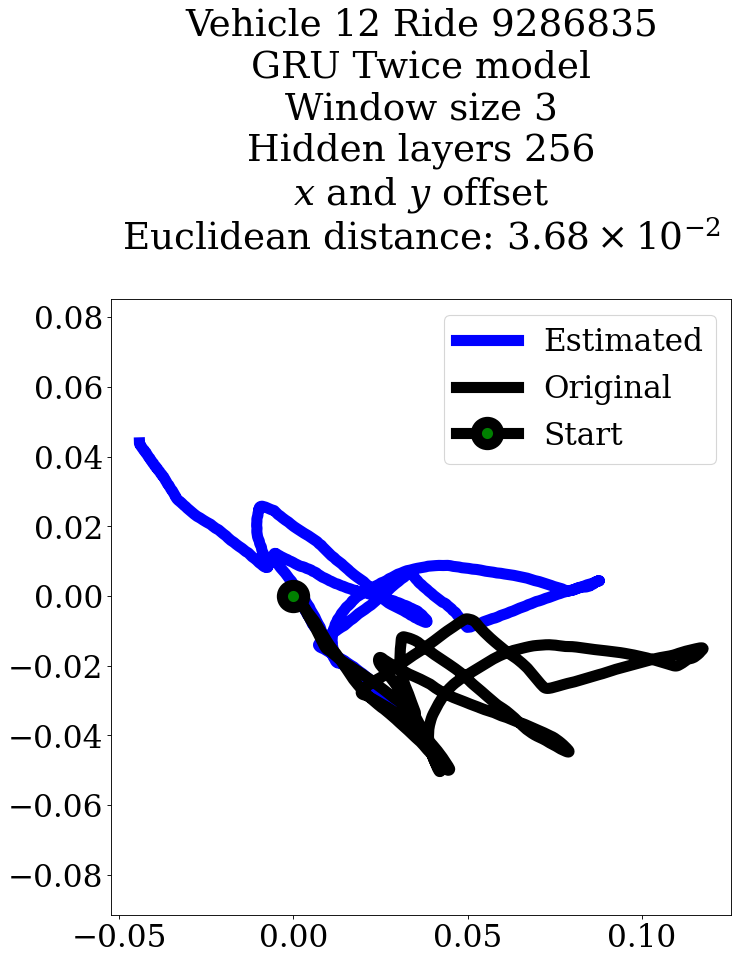 Vehicle 12 Ride 9286835
GRU Twice model
Window size 3
Hidden layers 256
x and y offset
Euclidean distance: 3.68 × 10⁻²
Estimated
Original
Start
0.08
0.06
0.04
0.02
0.00
−0.02
−0.04
−0.06
−0.08
−0.05 0.00 0.05 0.10